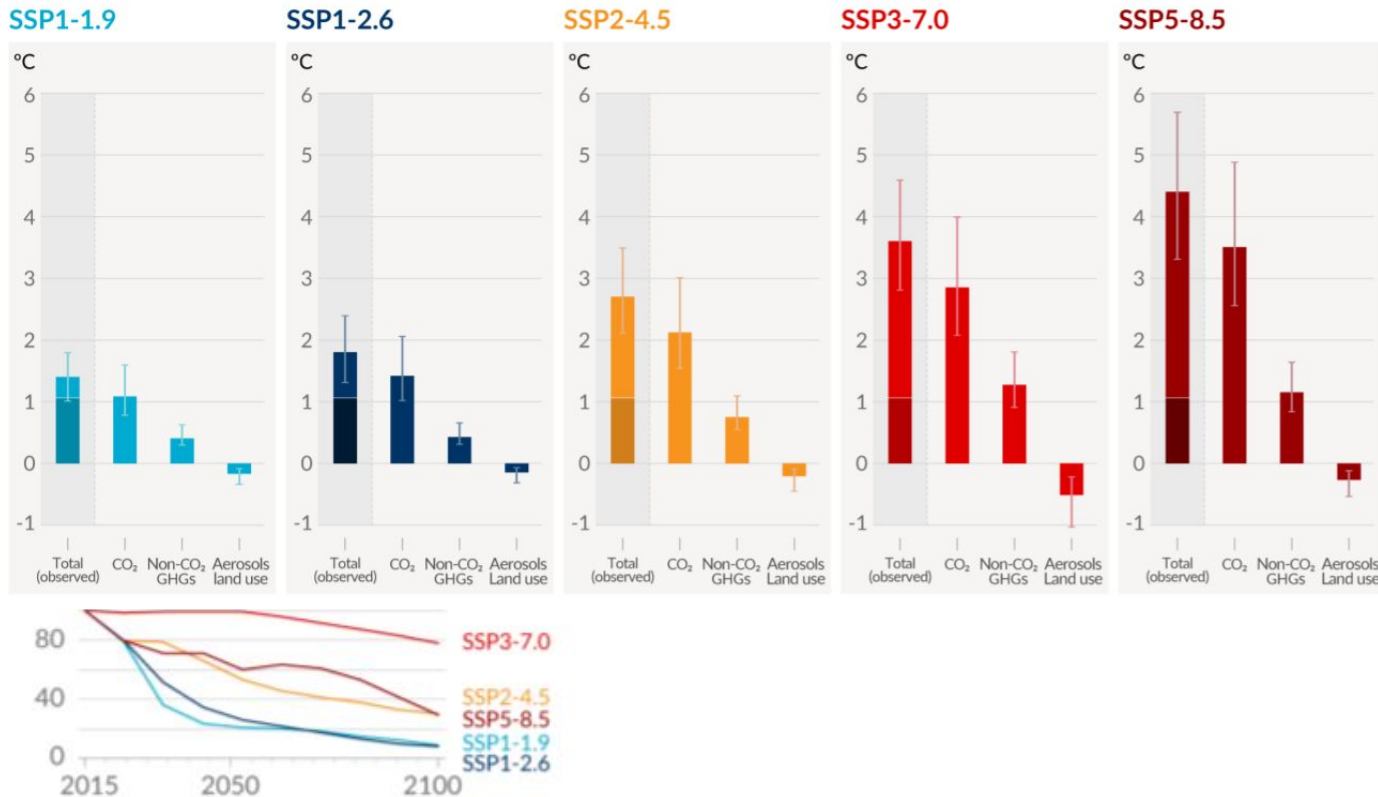 SSP1-1.9
°C
6
5
4
3
2
1
0
-1
Total
(observed)
CO₂
Non-CO₂
GHGs
Aerosols
Land use
SSP1-2.6
°C
6
5
4
3
2
1
0
-1
Total
(observed)
CO₂
Non-CO₂
GHGs
Aerosols
Land use
SSP2-4.5
°C
6
5
4
3
2
1
0
-1
Total
(observed)
CO₂
Non-CO₂
GHGs
Aerosols
Land use
SSP3-7.0
°C
6
5
4
3
2
1
0
-1
Total
(observed)
CO₂
Non-CO₂
GHGs
Aerosols
Land use
SSP5-8.5
°C
6
5
4
3
2
1
0
-1
Total
(observed)
CO₂
Non-CO₂
GHGs
Aerosols
Land use
80
40
0
2015
2050
2100
SSP3-7.0
SSP2-4.5
SSP5-8.5
SSP1-1.9
SSP1-2.6